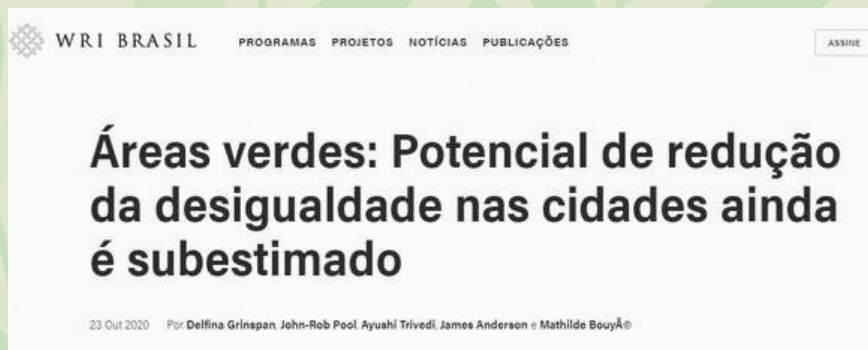 WRI BRASIL PROGRAMAS PROJETOS NOTÍCIAS PUBLICAÇÕES ASSINE
Áreas verdes: Potencial de redução
da desigualdade nas cidades ainda
é subestimado
23 Out 2020 Por Delfina Grinspan, John-Rob Pool, Ayushi Trivedi, James Anderson e Mathilde BouyÃ©